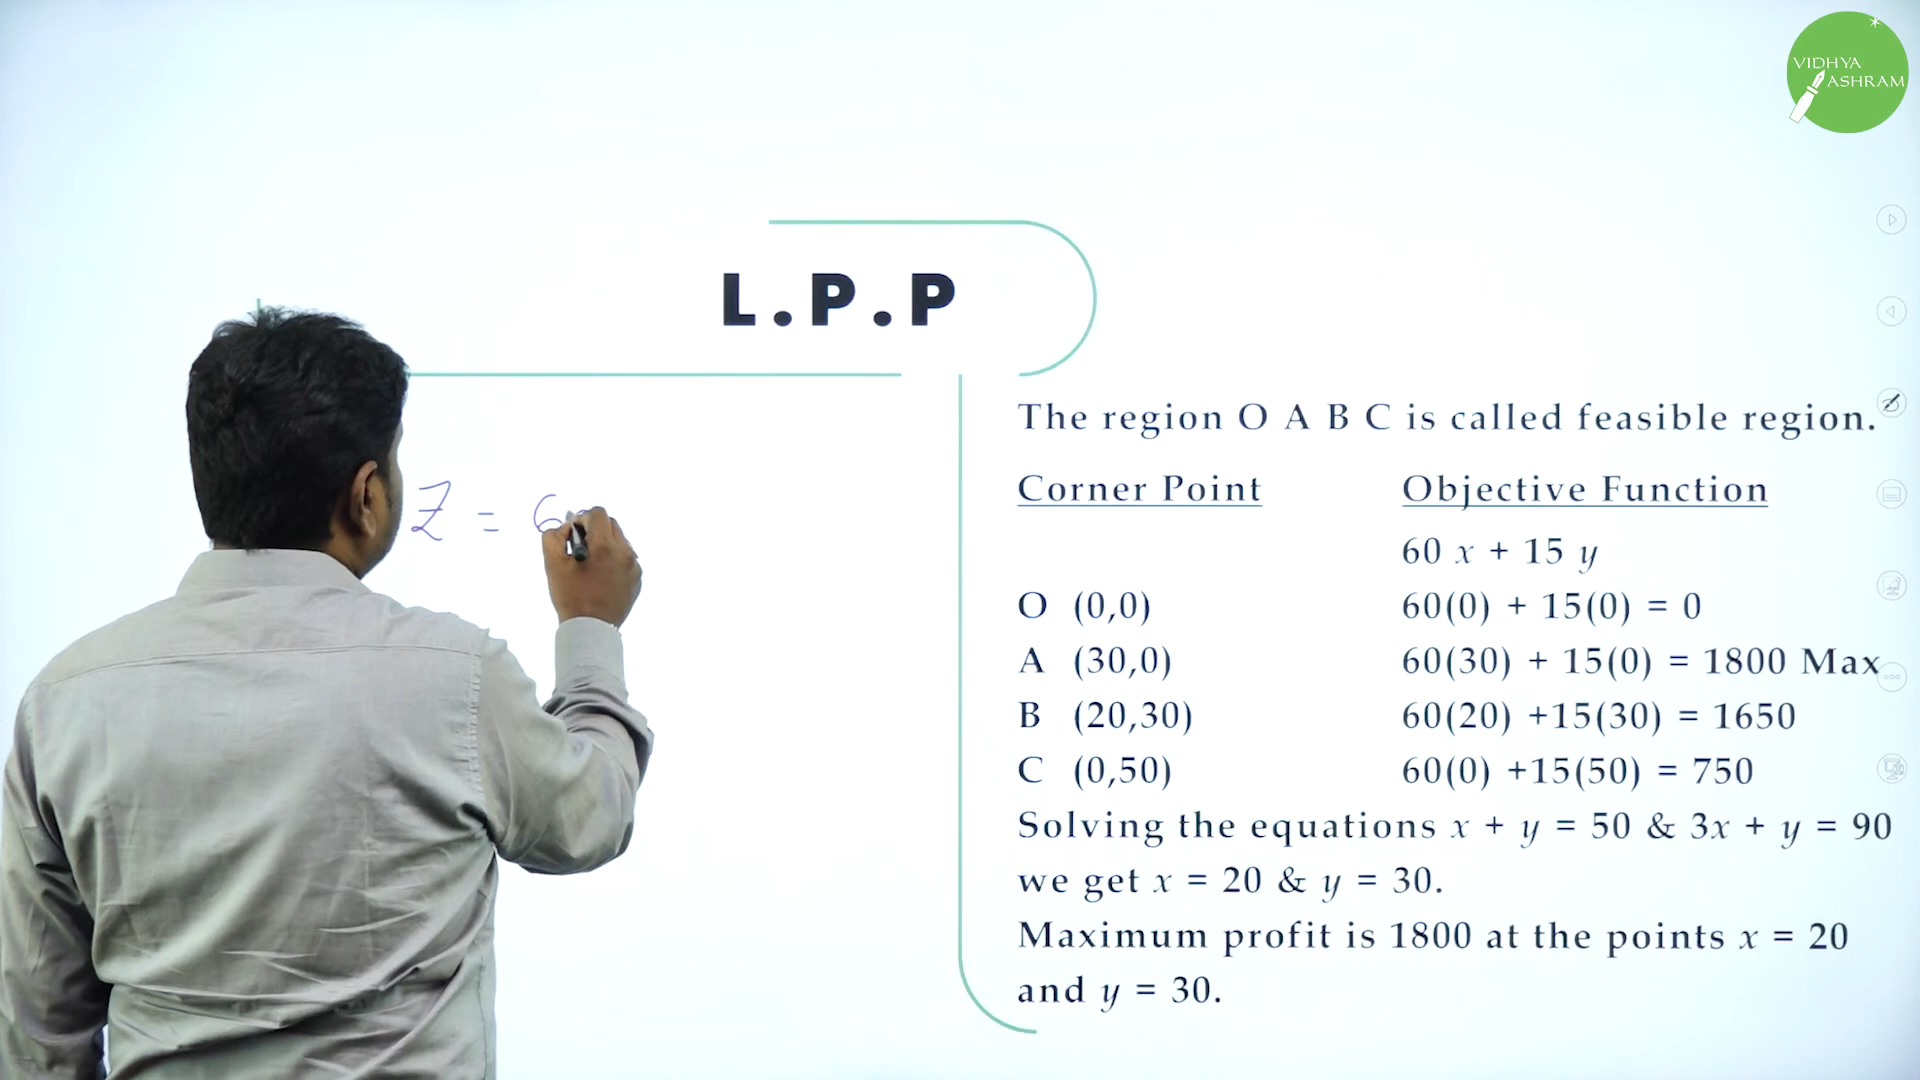 VIDHYA
ASHRAM
L.P.P
Z = 6
The region O A B C is called feasible region.
Corner Point Objective Function
60 x + 15 y
O (0,0) 60(0) + 15(0) = 0
A (30,0) 60(30) + 15(0) = 1800 Max
B (20,30) 60(20) +15(30) = 1650
C (0,50) 60(0) +15(50) = 750
Solving the equations x + y = 50 & 3x + y = 90
we get x = 20 & y = 30.
Maximum profit is 1800 at the points x = 20
and y = 30.